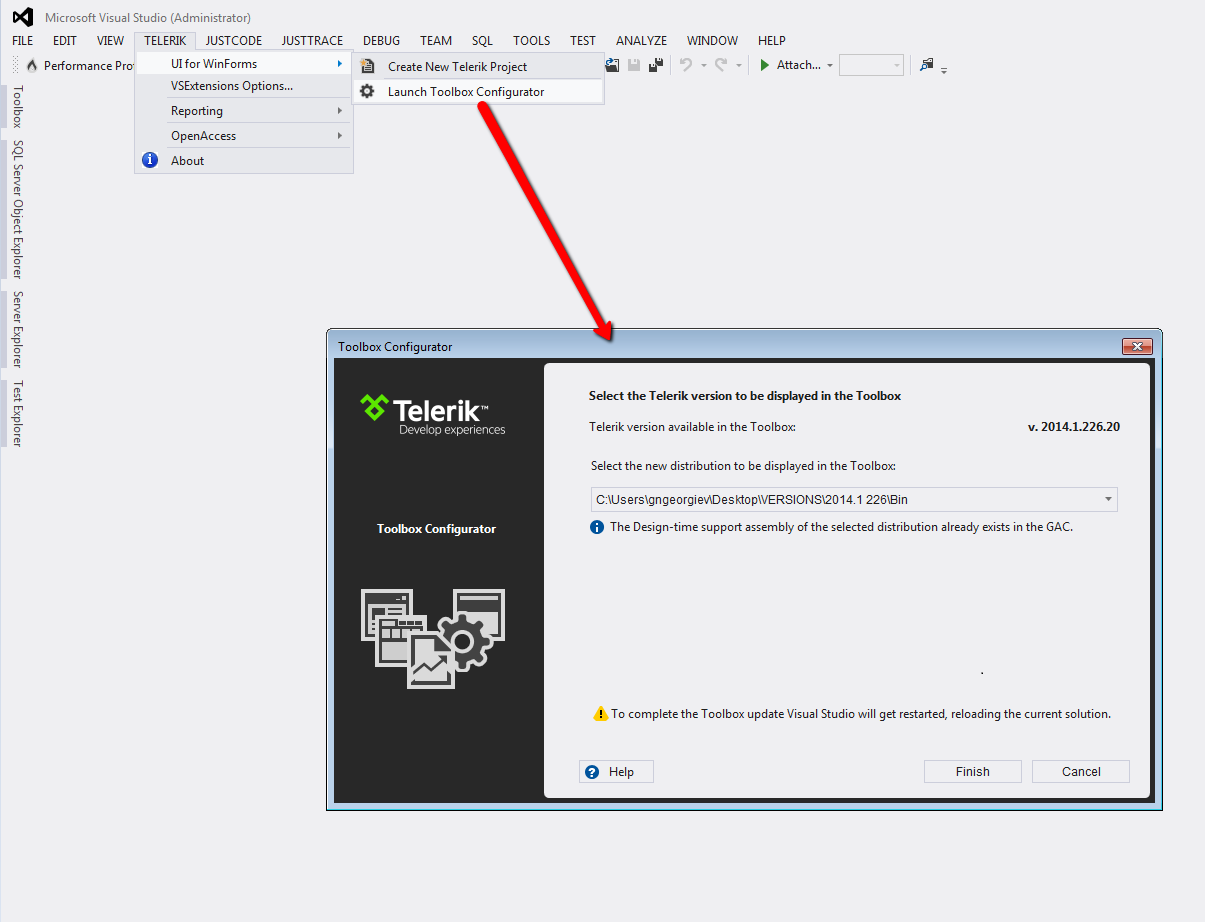 Microsoft Visual Studio (Administrator)
FILE EDIT VIEW TELERIK JUSTCODE JUSTTRACE DEBUG TEAM SQL TOOLS TEST ANALYZE WINDOW HELP
Performance Pro
Attach...
UI for WinForms
VSExtensions Options...
Reporting
OpenAccess
About
Create New Telerik Project
Launch Toolbox Configurator
Toolbox
SQL Server Object Explorer
Server Explorer
Test Explorer
Toolbox Configurator
Telerik™
Develop experiences
Toolbox Configurator
Select the Telerik version to be displayed in the Toolbox
Telerik version available in the Toolbox: v. 2014.1.226.20
Select the new distribution to be displayed in the Toolbox:
C:\Users\gngeorgiev\Desktop\VERSIONS\2014.1 226\Bin
The Design-time support assembly of the selected distribution already exists in the GAC.
.
To complete the Toolbox update Visual Studio will get restarted, reloading the current solution.
Help Finish Cancel